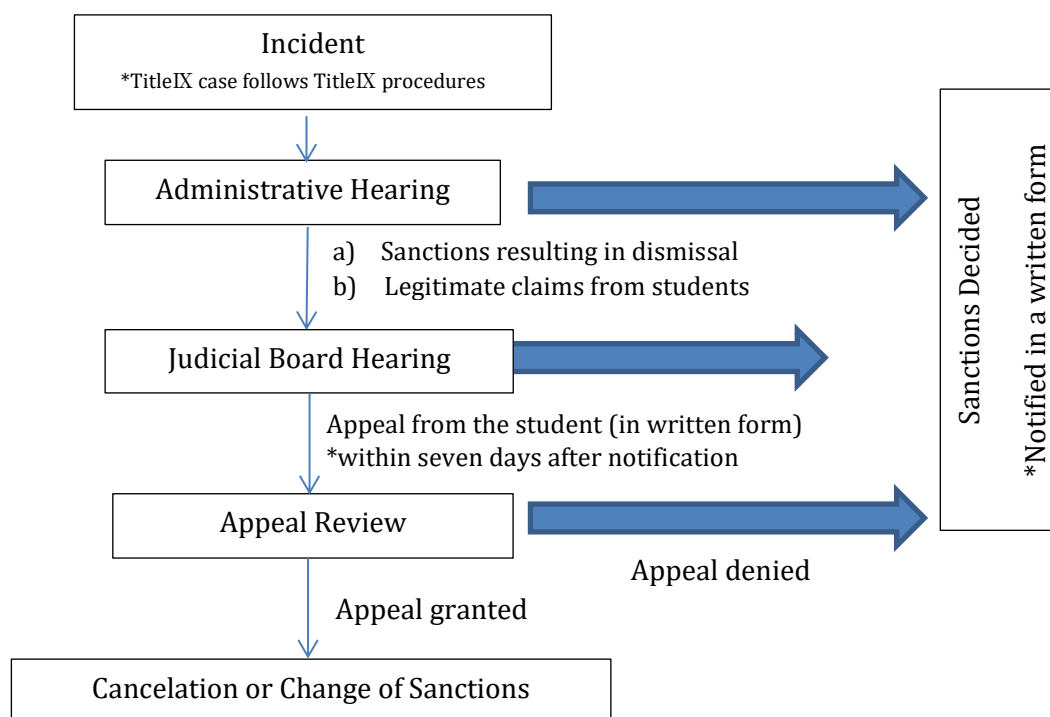 Incident
*TitleIX case follows TitleIX procedures
Administrative Hearing
a) Sanctions resulting in dismissal
b) Legitimate claims from students
Judicial Board Hearing
Appeal from the student (in written form)
*within seven days after notification
Appeal Review
Appeal denied
Appeal granted
Cancelation or Change of Sanctions
Sanctions Decided
*Notified in a written form